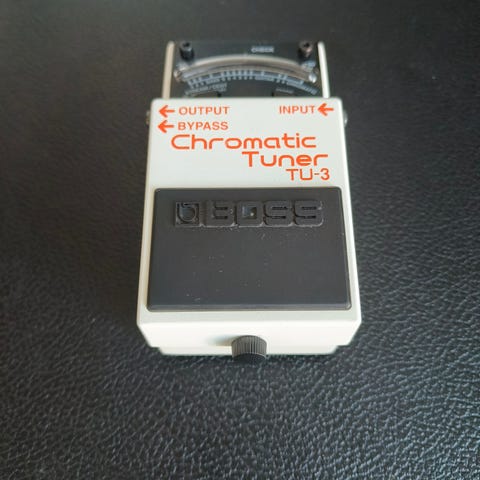 CHECK
← OUTPUT INPUT ←
← BYPASS
Chromatic
Tuner
TU-3
BOSS